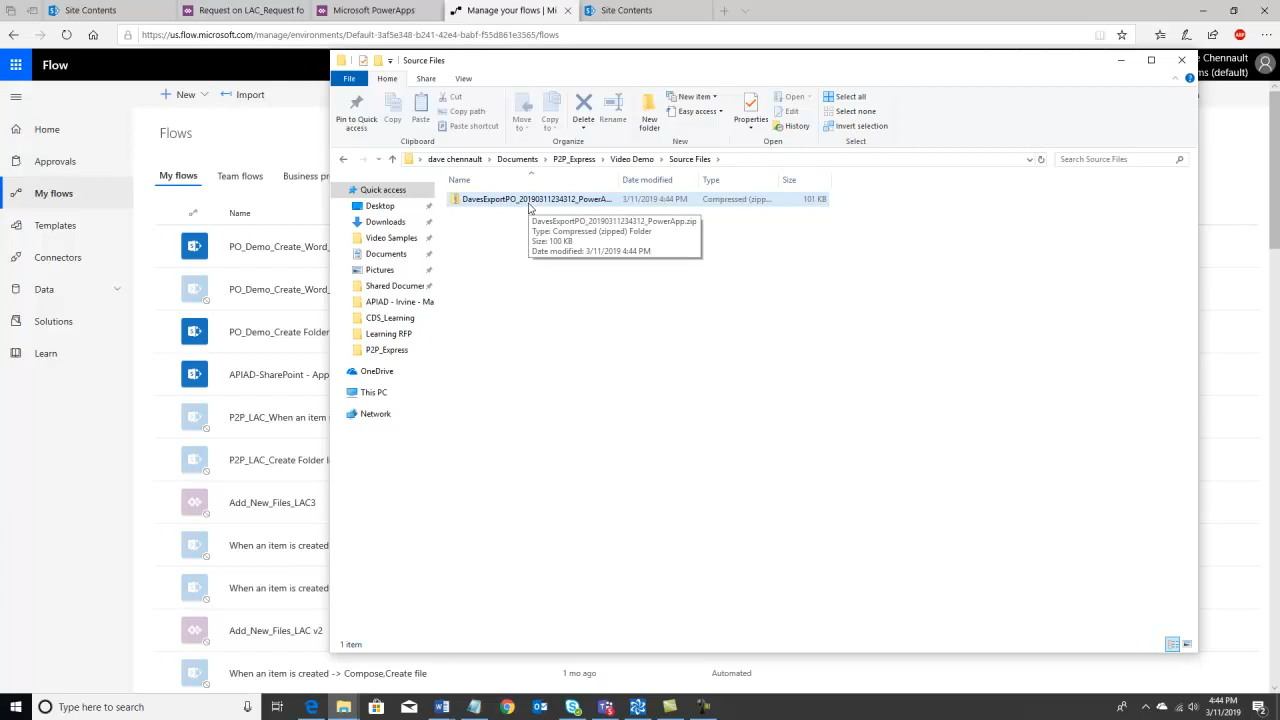 Site Contents
Request on LAC_Request fo
Microsoft PowerApps
Manage your flows | Mi
Site Contents
https://us.flow.microsoft.com/manage/environments/Default-3af5e348-b241-42e4-babf-f55d861e3565/flows
Flow
Chennault
ms (default)
New
Import
Flows
My flows
Team flows
Business pr
Name
Home
Approvals
My flows
Templates
Connectors
Data
Solutions
Learn
PO_Demo_Create_Word_
PO_Demo_Create_Word_
PO_Demo_Create Folder
APIAD-SharePoint - App
P2P_LAC_When an item
P2P_LAC_Create Folder
Add_New_Files_LAC3
When an item is created
When an item is created
Add_New_Files_LAC v2
When an item is created -> Compose,Create file
1 mo ago
Automated
Source Files
File
Home
Share
View
Pin to Quick
access
Copy
Paste
Cut
Copy path
Paste shortcut
Clipboard
Move
to
Copy
to
Delete
Rename
Organize
New
folder
New item
Easy access
New
Properties
Open
Edit
History
Open
Select all
Select none
Invert selection
Select
dave chennault > Documents > P2P_Express > Video Demo > Source Files >
Search Source Files
Name
Date modified
Type
Size
DavesExportPO_20190311234312_PowerA...
3/11/2019 4:44 PM
Compressed (zipp...
101 KB
DavesExportPO_20190311234312_PowerApp.zip
Type: Compressed (zipped) Folder
Size: 100 KB
Date modified: 3/11/2019 4:44 PM
Quick access
Desktop
Downloads
Video Samples
Documents
Pictures
Shared Documen
APIAD - Irvine - Ma
CDS_Learning
Learning RFP
P2P_Express
OneDrive
This PC
Network
1 item
Type here to search
4:44 PM
3/11/2019